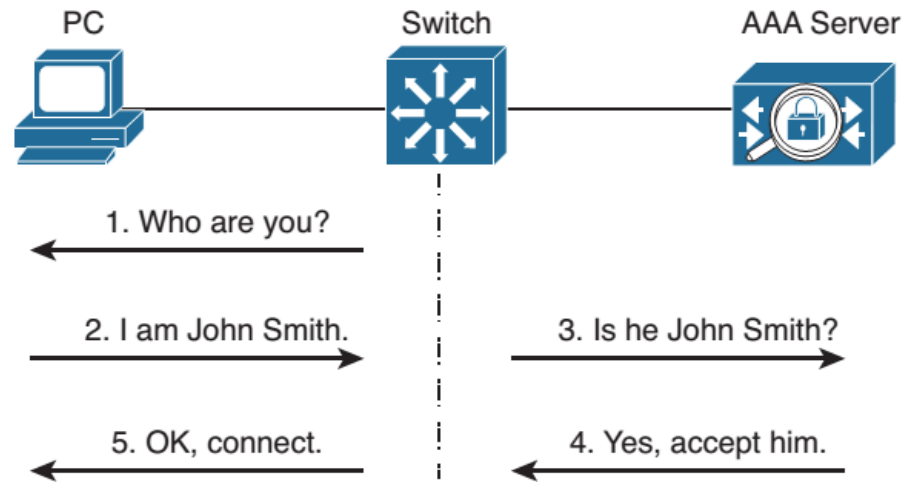 PC
Switch
AAA Server
1. Who are you?
2. I am John Smith.
3. Is he John Smith?
5. OK, connect.
4. Yes, accept him.